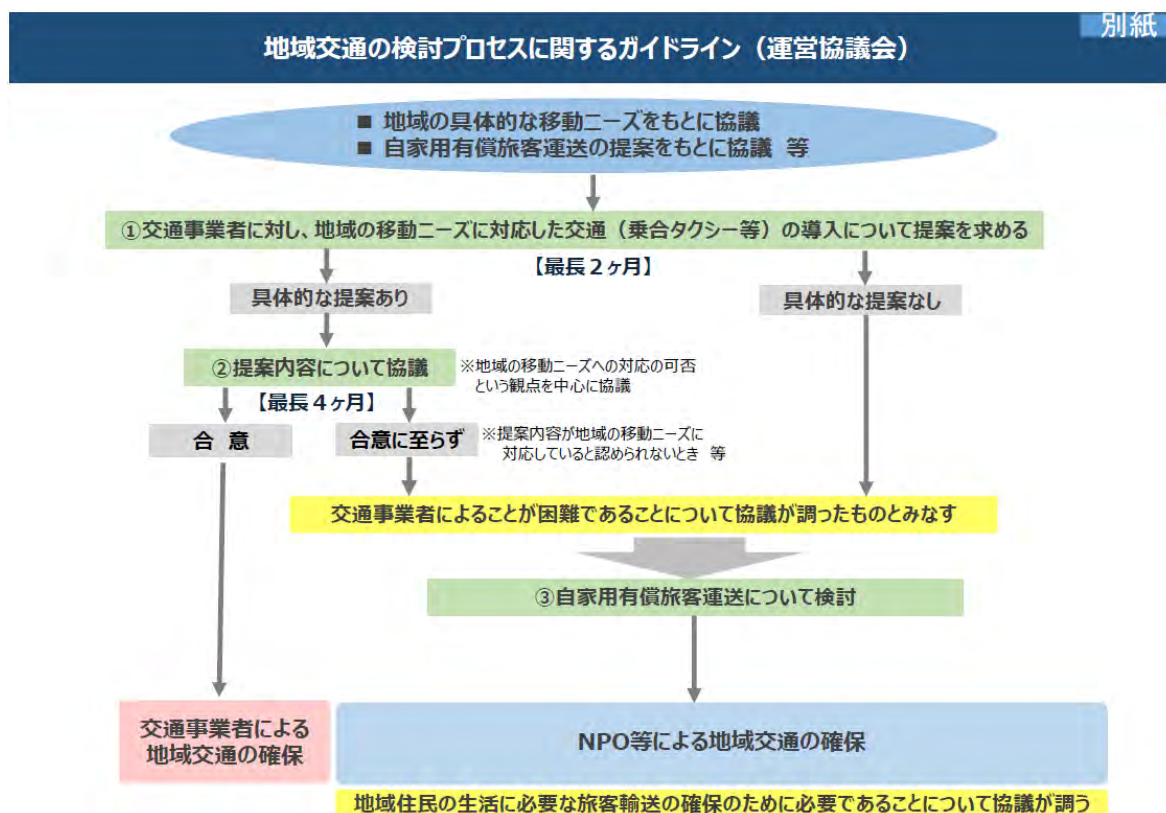 別紙
地域交通の検討プロセスに関するガイドライン（運営協議会）
■ 地域の具体的な移動ニーズをもとに協議
■ 自家用有償旅客運送の提案をもとに協議 等
①交通事業者に対し、地域の移動ニーズに対応した交通（乗合タクシー等）の導入について提案を求める
【最長２ヶ月】
具体的な提案あり
具体的な提案なし
②提案内容について協議
※地域の移動ニーズへの対応の可否
という観点を中心に協議
【最長４ヶ月】
合 意
合意に至らず
※提案内容が地域の移動ニーズに
対応していると認められないとき 等
交通事業者によることが困難であることについて協議が調ったものとみなす
③自家用有償旅客運送について検討
交通事業者による
地域交通の確保
NPO等による地域交通の確保
地域住民の生活に必要な旅客輸送の確保のために必要であることについて協議が調う